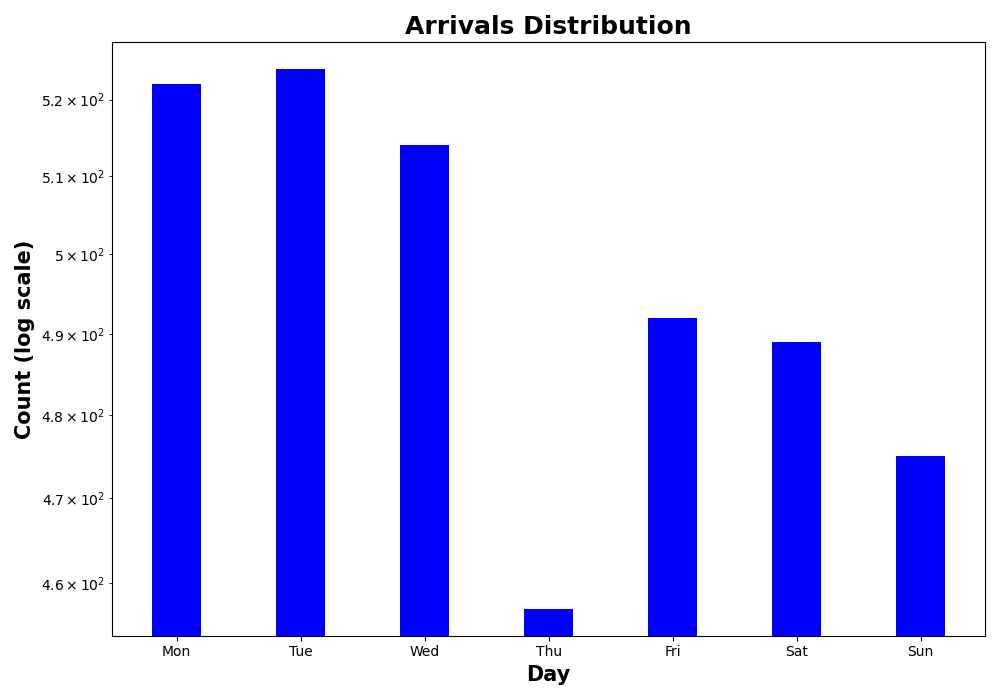 Arrivals Distribution
Count (log scale)
5.2 × 10²
5.1 × 10²
5 × 10²
4.9 × 10²
4.8 × 10²
4.7 × 10²
4.6 × 10²
Mon Tue Wed Thu Fri Sat Sun
Day